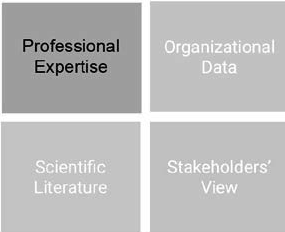 Professional
Expertise
Organizational
Data
Scientific
Literature
Stakeholders’
View